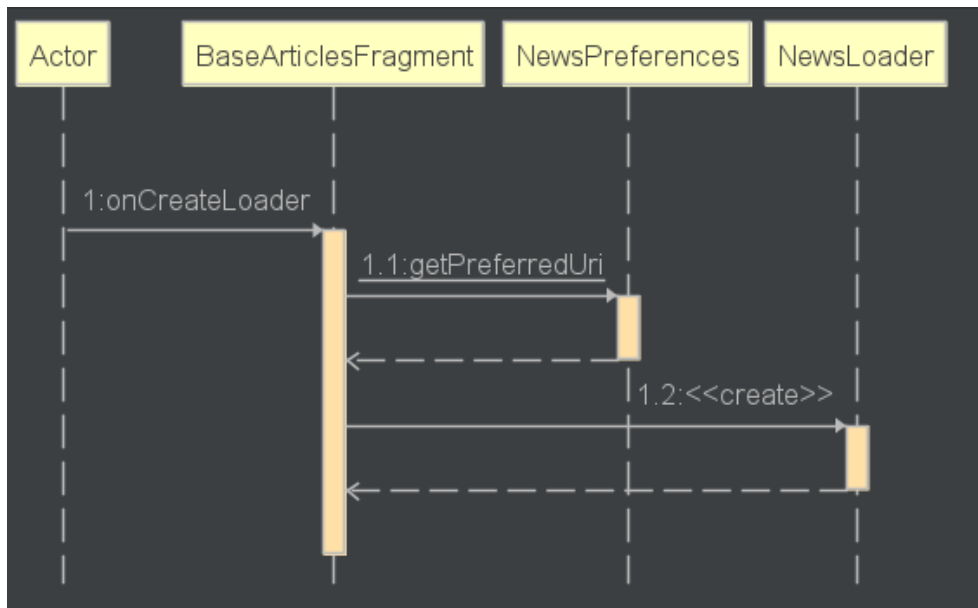 Actor
BaseArticlesFragment
NewsPreferences
NewsLoader
1:onCreateLoader
1.1:getPreferredUri
1.2:<<create>>